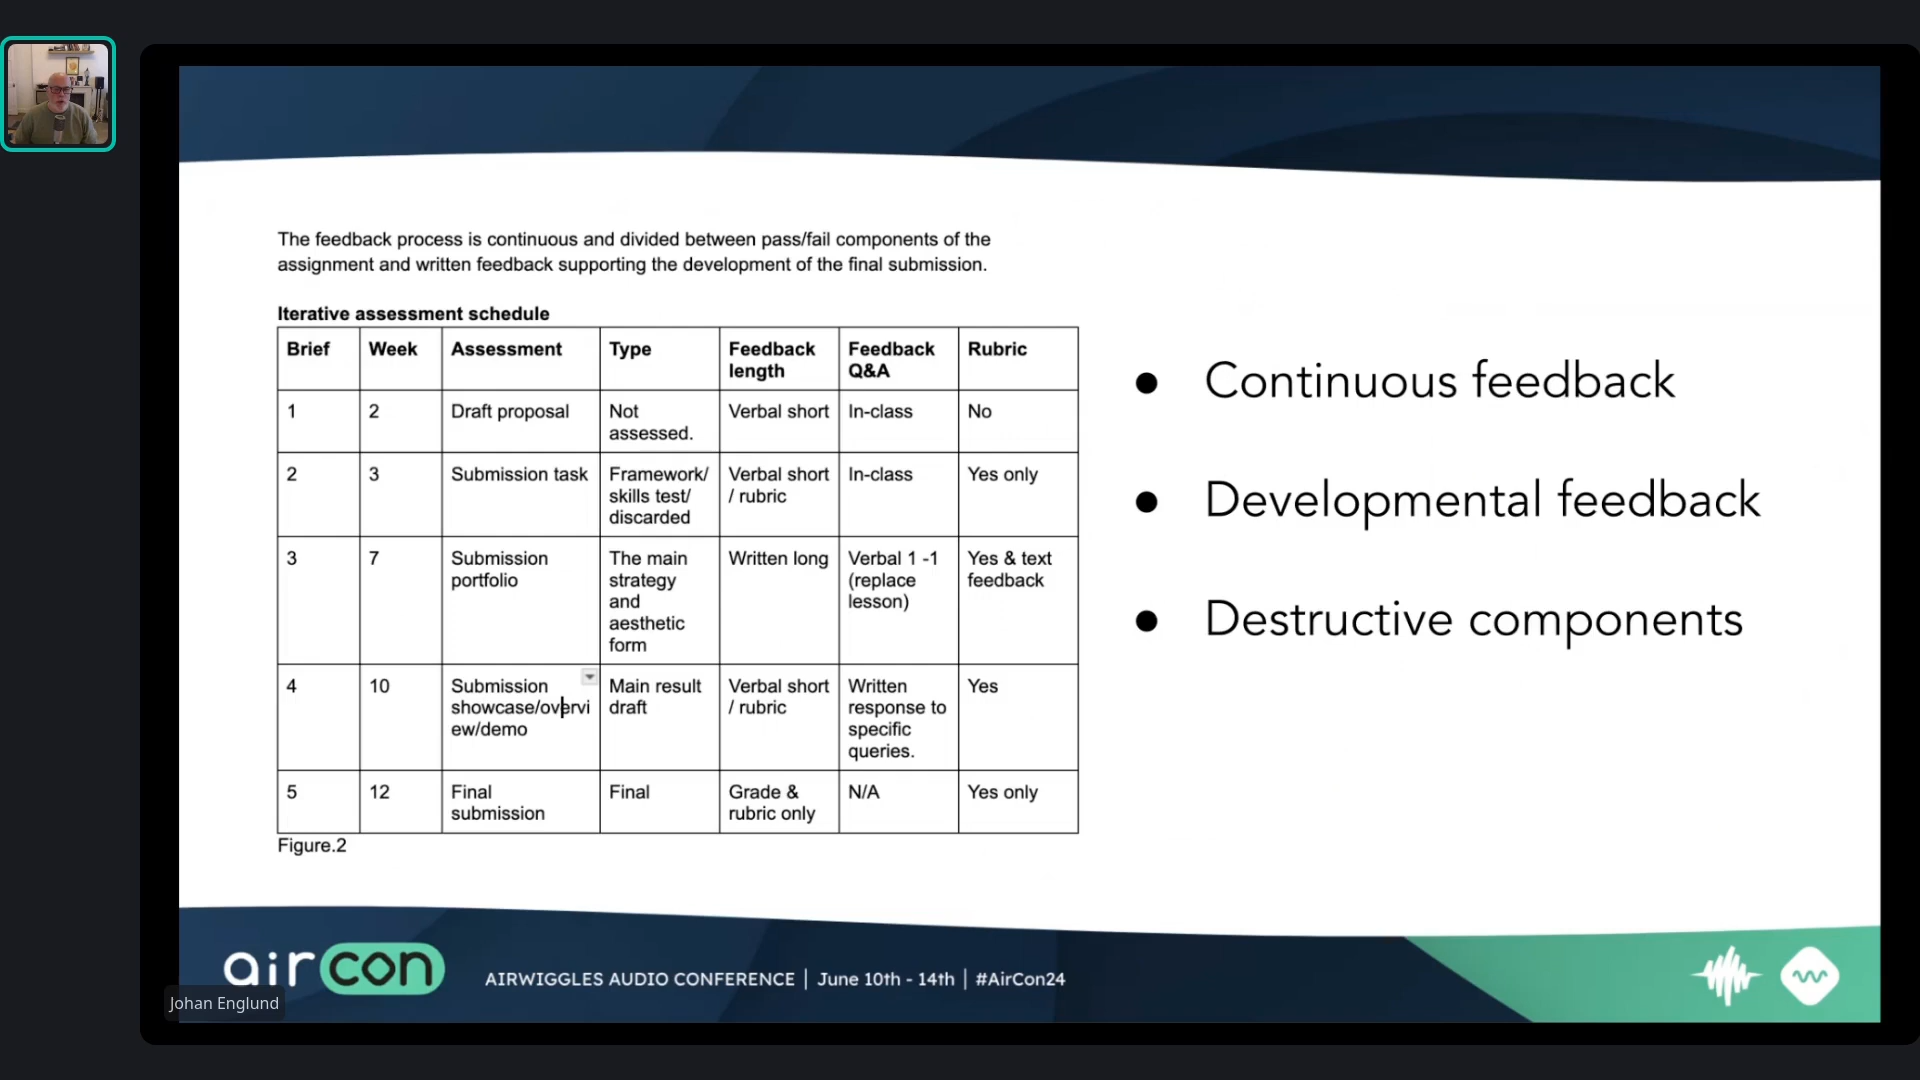 The feedback process is continuous and divided between pass/fail components of the
assignment and written feedback supporting the development of the final submission.
Iterative assessment schedule
Brief Week Assessment Type Feedback length Feedback Q&A Rubric
1 2 Draft proposal Not assessed. Verbal short In-class No
2 3 Submission task Framework/ skills test/ discarded Verbal short / rubric In-class Yes only
3 7 Submission portfolio The main strategy and aesthetic form Written long Verbal 1 -1 (replace lesson) Yes & text feedback
4 10 Submission showcase/overview/demo Main result draft Verbal short / rubric Written response to specific queries. Yes
5 12 Final submission Final Grade & rubric only N/A Yes only
Figure.2
● Continuous feedback
● Developmental feedback
● Destructive components
aircon
AIRWIGGLES AUDIO CONFERENCE | June 10th - 14th | #AirCon24
Johan Englund